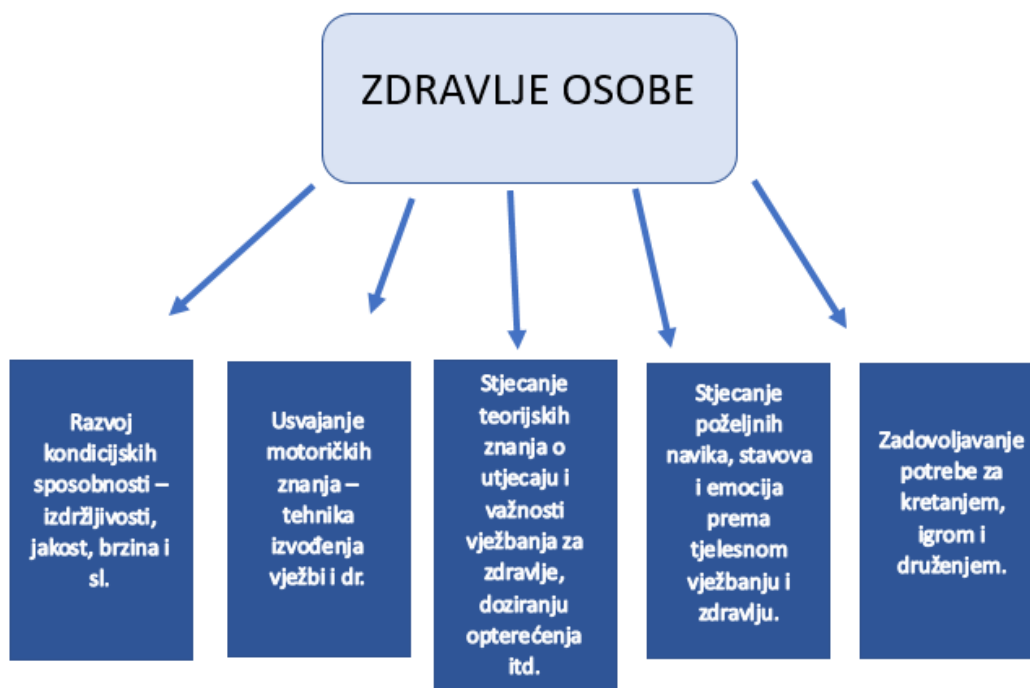 ZDRAVLJE OSOBE
Razvoj
kondicijskih
sposobnosti –
izdržljivosti,
jakost, brzina i
sl.
Usvajanje
motoričkih
znanja –
tehnika
izvođenja
vježbi i dr.
Stjecanje
teorijskih
znanja o
utjecaju i
važnosti
vježbanja za
zdravlje,
doziranju
opterećenja
itd.
Stjecanje
poželjnih
navika, stavova
i emocija
prema
tjelesnom
vježbanju i
zdravlju.
Zadovoljavanje
potrebe za
kretanjem,
igrom i
druženjem.